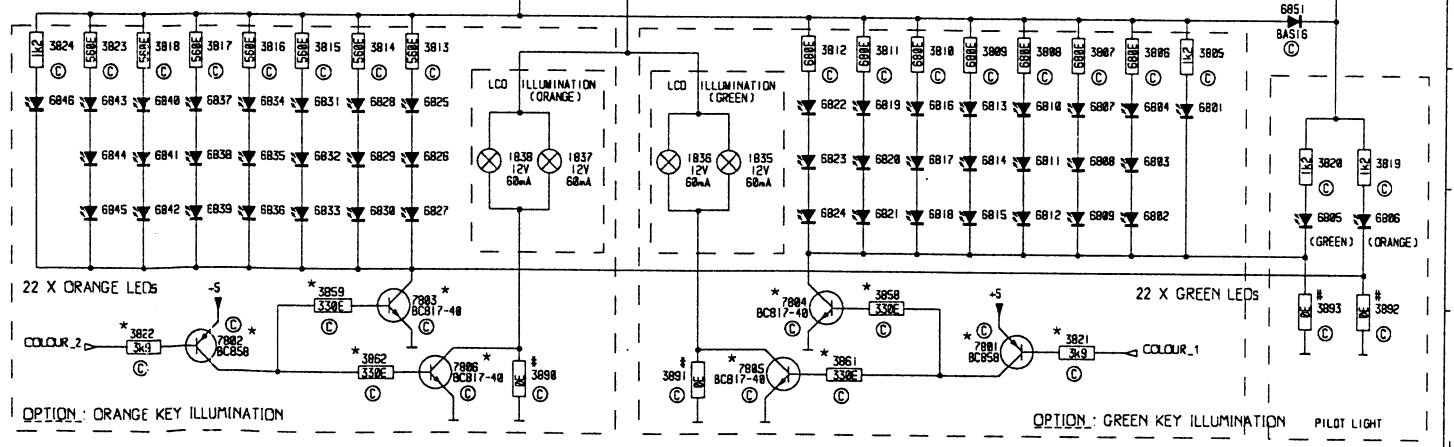 6851
BAS16
©
3824 3823 3818 3817 3816 3815 3814 3813
1k2 560E 560E 560E 560E 560E 560E 560E
© © © © © © © ©
3812 3811 3810 3809 3808 3807 3806 3805
680E 680E 680E 680E 680E 680E 680E 1k2
© © © © © © © ©
LCD ILLUMINATION
(ORANGE)
LCD ILLUMINATION
(GREEN)
6846 6843 6840 6837 6834 6831 6828 6825
6822 6819 6816 6813 6810 6807 6804 6801
6844 6841 6838 6835 6832 6829 6826
1838
12V
60mA
1837
12V
60mA
1836
12V
60mA
1835
12V
60mA
6823 6820 6817 6814 6811 6808 6803
3820
1k2
©
3819
1k2
©
6845 6842 6839 6836 6833 6830 6827
6824 6821 6818 6815 6812 6809 6802
6805
(GREEN)
6806
(ORANGE)
22 X ORANGE LEDs
+5
*
3859
330E
©
7803 *
BC817-40
©
7804 *
BC817-40
©
*
3858
330E
©
+5
22 X GREEN LEDs
#
3893
0E
©
#
3892
0E
©
COLOUR_2
*
3822
3k9
©
© *
7802
BC858
*
3862
330E
©
*
7806
BC817-40
©
#
3890
0E
©
#
3891
0E
©
*
7805
BC817-40
©
*
3861
330E
©
* ©
7801
BC858
*
3821
3k9
©
COLOUR_1
OPTION : ORANGE KEY ILLUMINATION
OPTION : GREEN KEY ILLUMINATION
PILOT LIGHT